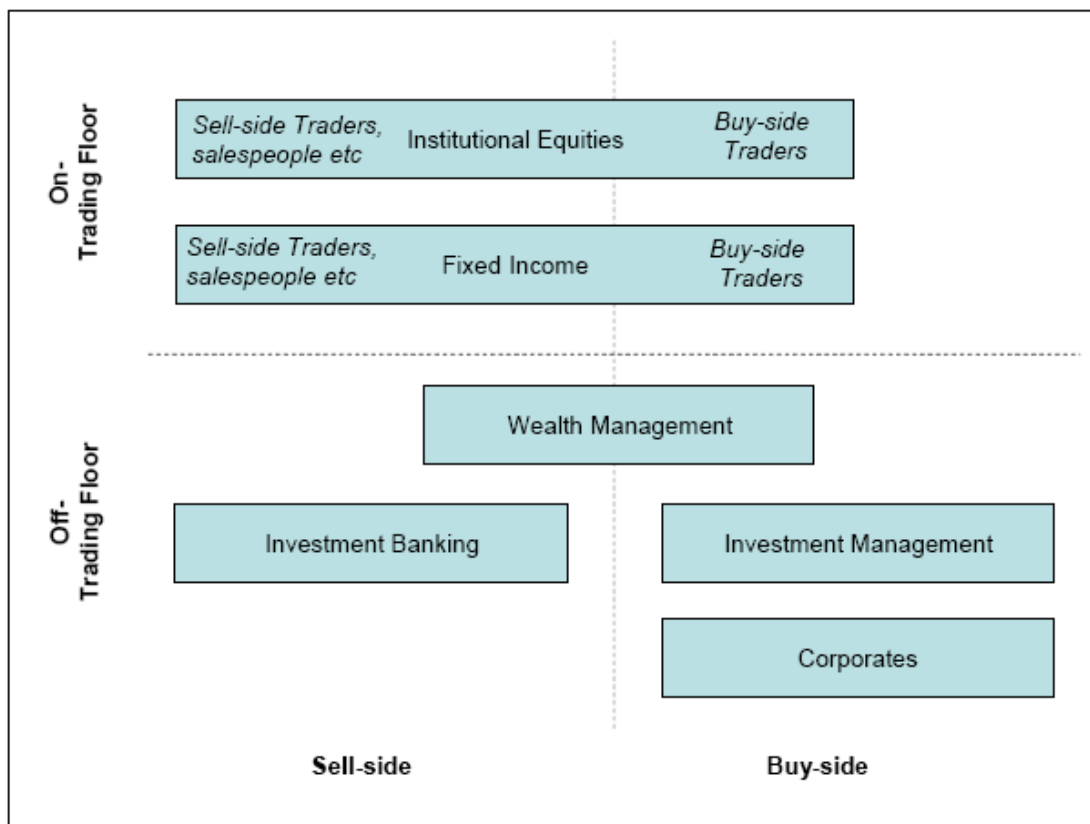 On-
Trading Floor
Sell-side Traders,
salespeople etc
Institutional Equities
Buy-side
Traders
Sell-side Traders,
salespeople etc
Fixed Income
Buy-side
Traders
Off-
Trading Floor
Wealth Management
Investment Banking
Investment Management
Corporates
Sell-side
Buy-side